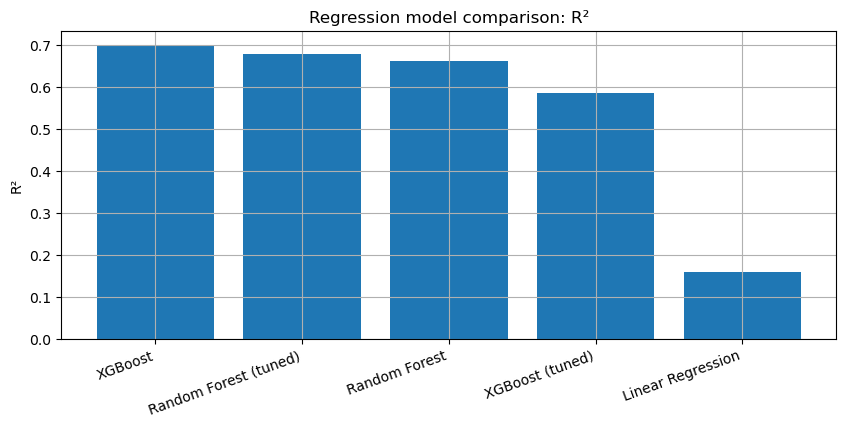 Regression model comparison: R²
R²
0.7
0.6
0.5
0.4
0.3
0.2
0.1
0.0
XGBoost
Random Forest (tuned)
Random Forest
XGBoost (tuned)
Linear Regression